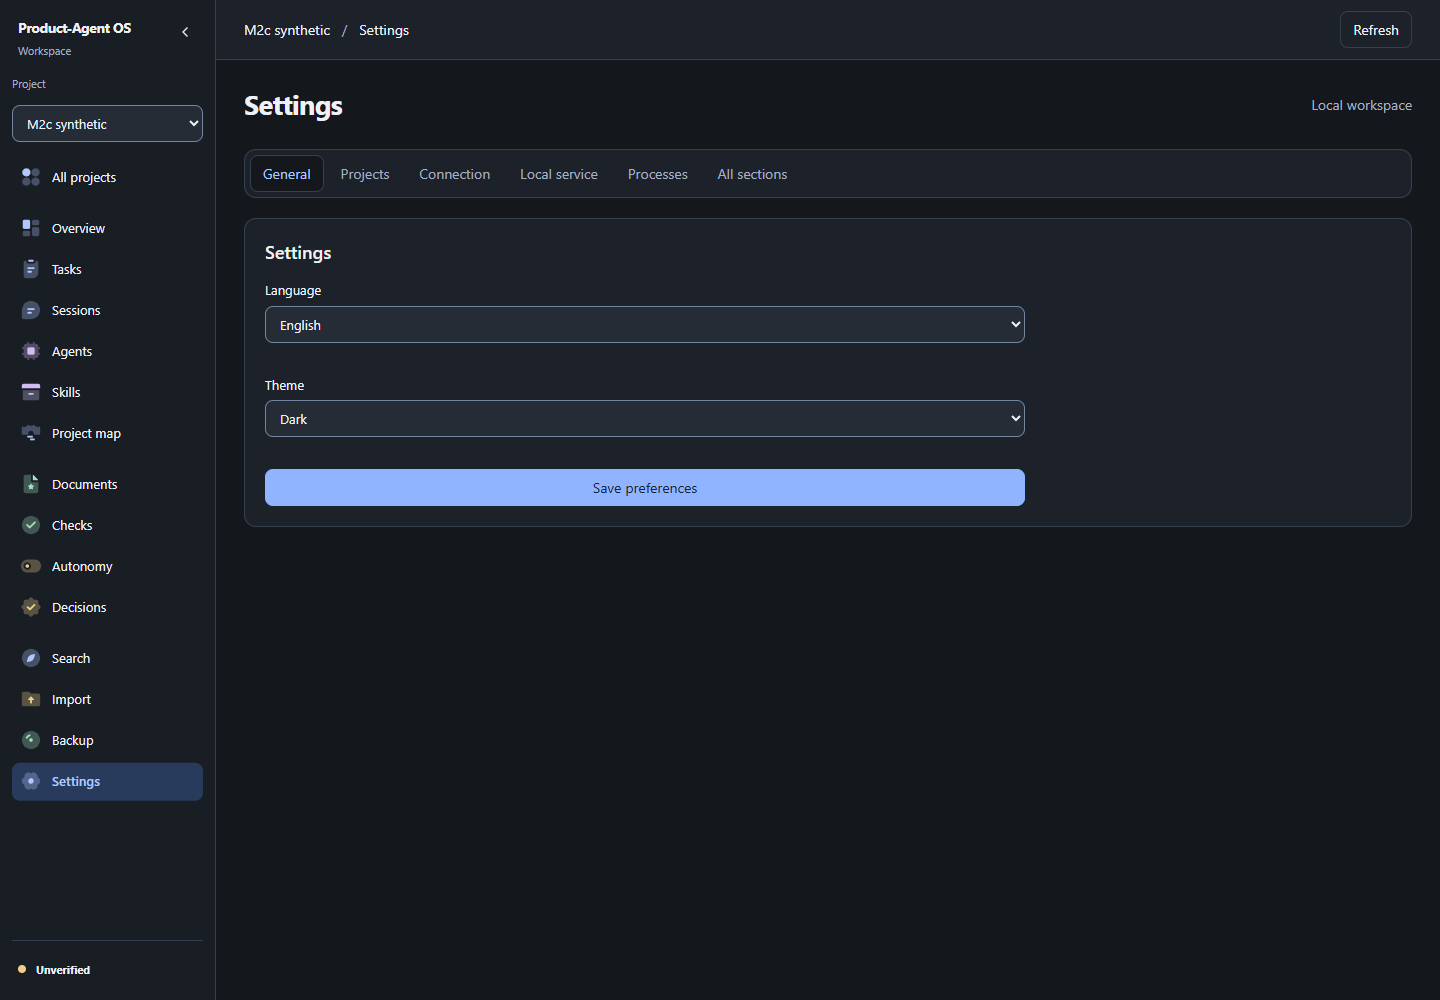 Product-Agent OS
Workspace
Project
M2c synthetic
All projects
Overview
Tasks
Sessions
Agents
Skills
Project map
Documents
Checks
Autonomy
Decisions
Search
Import
Backup
Settings
Unverified
M2c synthetic / Settings
Refresh
Settings
Local workspace
General Projects Connection Local service Processes All sections
Settings
Language
English
Theme
Dark
Save preferences